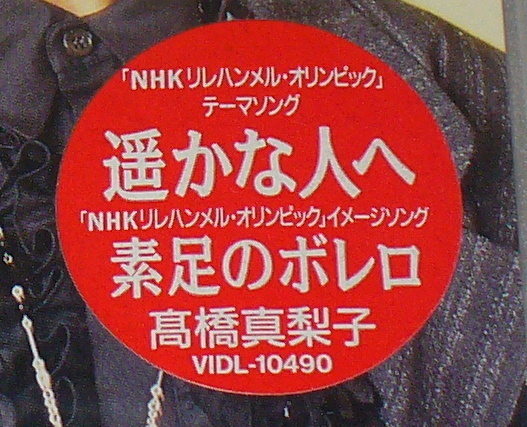 「NHKリレハンメル・オリンピック」
テーマソング
遥かな人へ
「NHKリレハンメル・オリンピック」イメージソング
素足のボレロ
髙橋真梨子
VIDL-10490